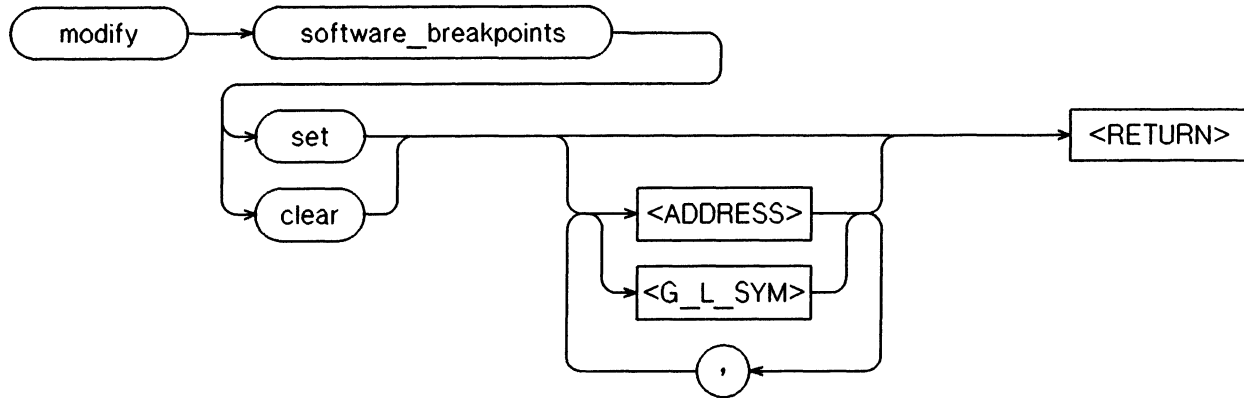 modify
software_breakpoints
set
<RETURN>
clear
<ADDRESS>
<G_L_SYM>
,